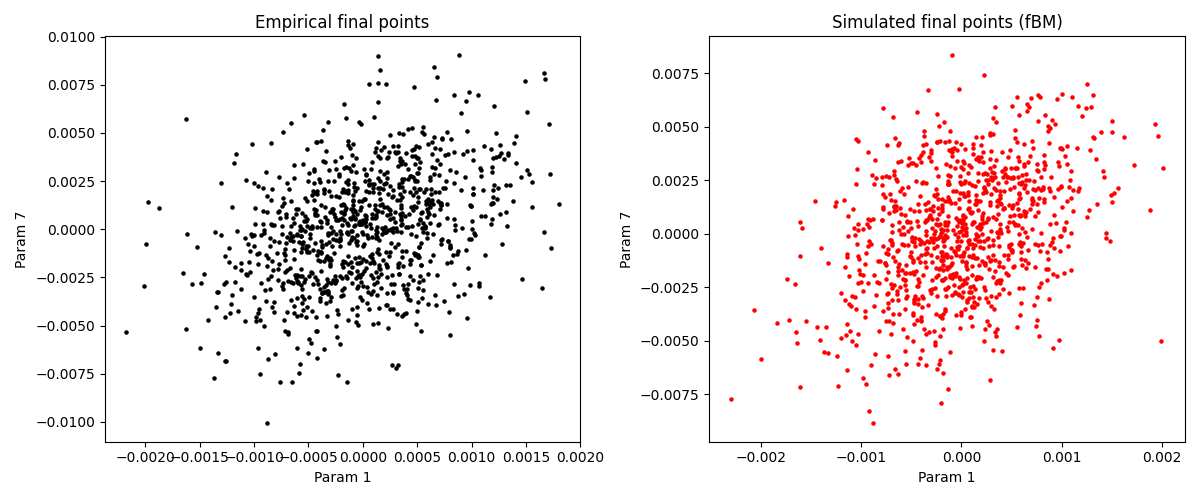 Empirical final points
0.0100
0.0075
0.0050
0.0025
0.0000
−0.0025
−0.0050
−0.0075
−0.0100
Param 7
−0.0020 −0.0015 −0.0010 −0.0005 0.0000 0.0005 0.0010 0.0015 0.0020
Param 1
Simulated final points (fBM)
0.0075
0.0050
0.0025
0.0000
−0.0025
−0.0050
−0.0075
Param 7
−0.002 −0.001 0.000 0.001 0.002
Param 1